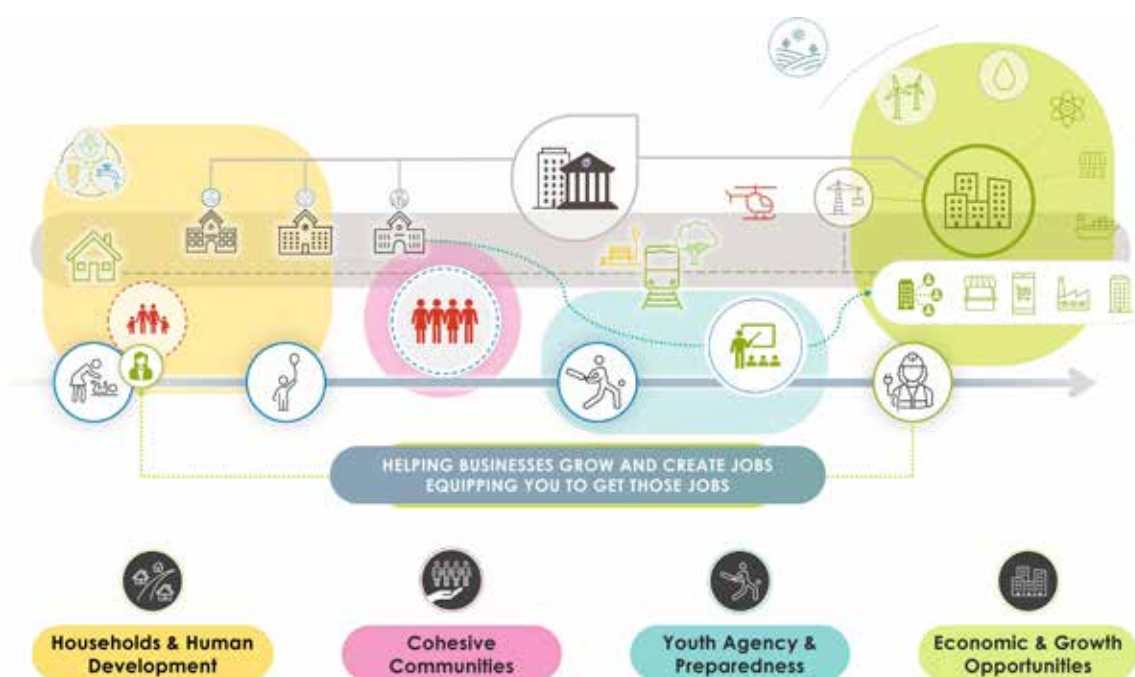 HELPING BUSINESSES GROW AND CREATE JOBS
EQUIPPING YOU TO GET THOSE JOBS
Households & Human
Development
Cohesive
Communities
Youth Agency &
Preparedness
Economic & Growth
Opportunities